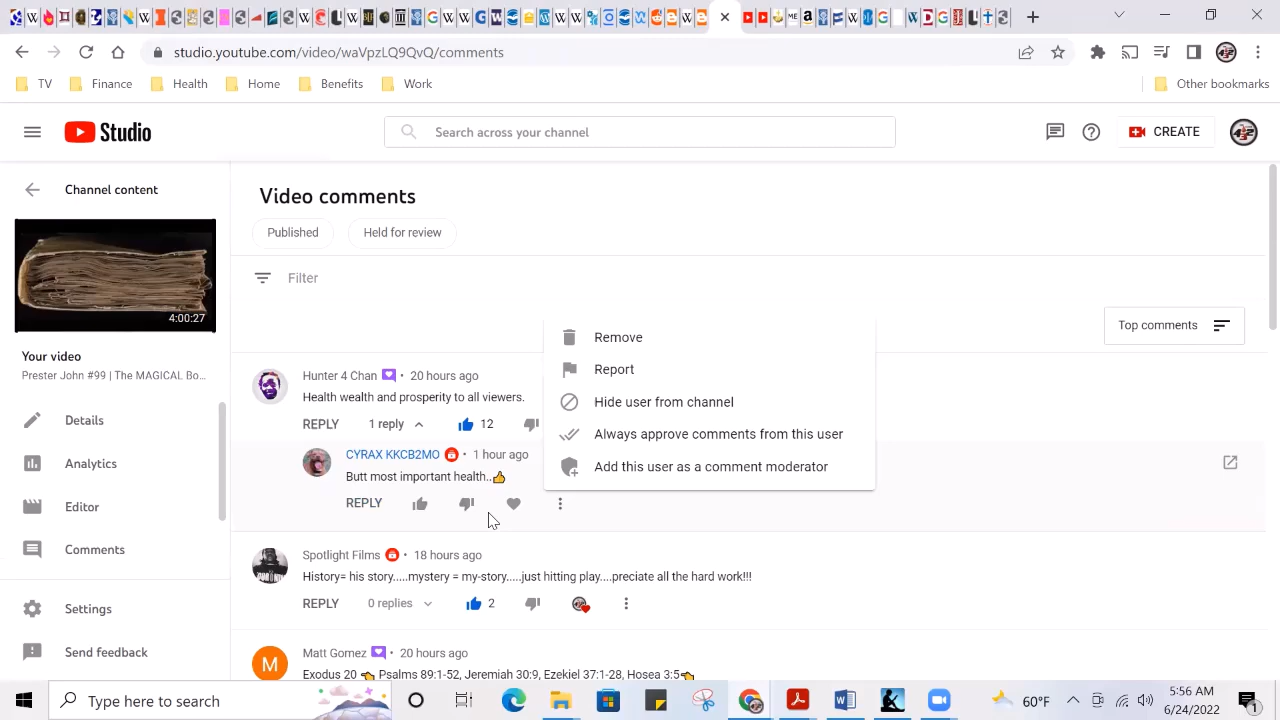 studio.youtube.com/video/waVpzLQ9QvQ/comments
TV Finance Health Home Benefits Work Other bookmarks
Studio
Search across your channel
CREATE
Channel content
4:00:27
Your video
Prester John #99 | The MAGICAL Bo...
Details
Analytics
Editor
Comments
Settings
Send feedback
Video comments
Published Held for review
Filter
Top comments
Remove
Report
Hide user from channel
Always approve comments from this user
Add this user as a comment moderator
Hunter 4 Chan • 20 hours ago
Health wealth and prosperity to all viewers.
REPLY 1 reply 12
CYRAX KKCB2MO • 1 hour ago
Butt most important health..👍
REPLY
Spotlight Films • 18 hours ago
History= his story.....mystery = my-story.....just hitting play....preciate all the hard work!!!
REPLY 0 replies 2
M
Matt Gomez • 20 hours ago
Exodus 20 👈 Psalms 89:1-52, Jeremiah 30:9, Ezekiel 37:1-28, Hosea 3:5👈
Type here to search
60°F
5:56 AM
6/24/2022
1